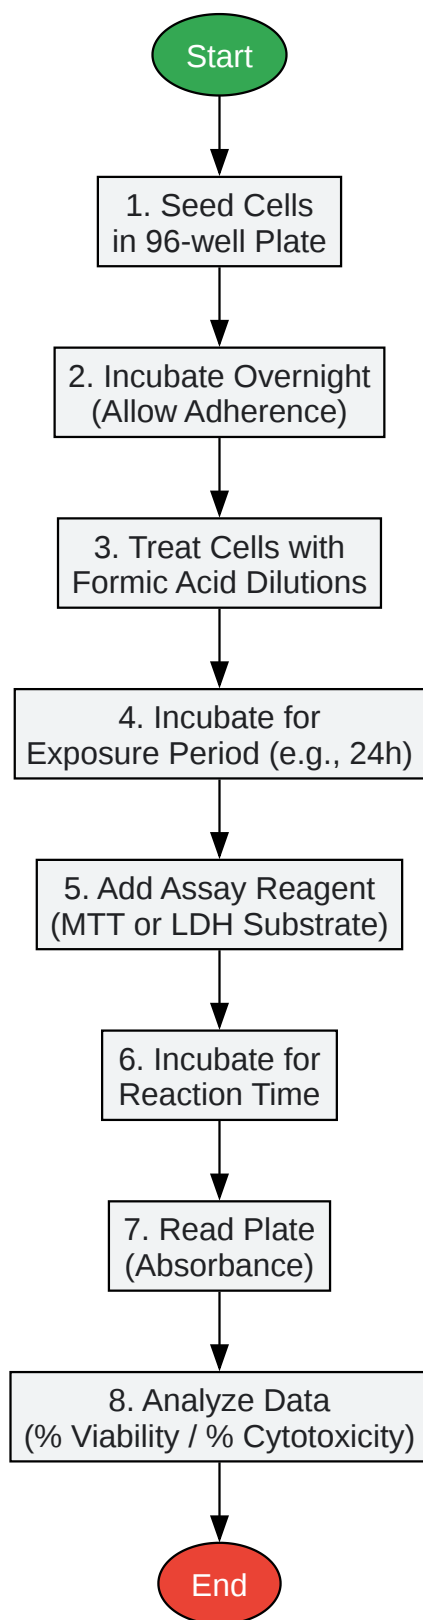 Start
1. Seed Cells
in 96-well Plate
2. Incubate Overnight
(Allow Adherence)
3. Treat Cells with
Formic Acid Dilutions
4. Incubate for
Exposure Period (e.g., 24h)
5. Add Assay Reagent
(MTT or LDH Substrate)
6. Incubate for
Reaction Time
7. Read Plate
(Absorbance)
8. Analyze Data
(% Viability / % Cytotoxicity)
End